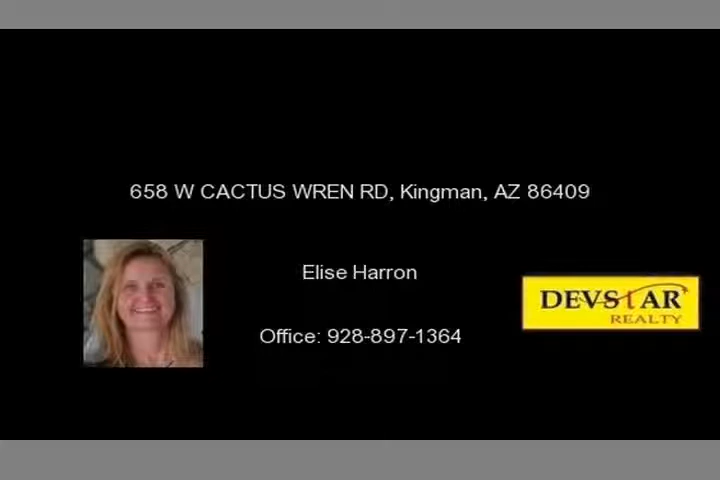 658 W CACTUS WREN RD, Kingman, AZ 86409
Elise Harron
Office: 928-897-1364
DEVSTAR
REALTY